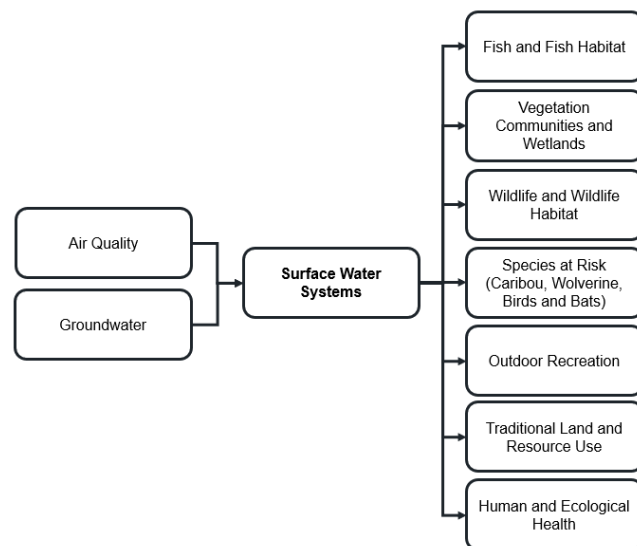 Air Quality
Groundwater
Surface Water
Systems
Fish and Fish Habitat
Vegetation
Communities and
Wetlands
Wildlife and Wildlife
Habitat
Species at Risk
(Caribou, Wolverine,
Birds and Bats)
Outdoor Recreation
Traditional Land and
Resource Use
Human and Ecological
Health